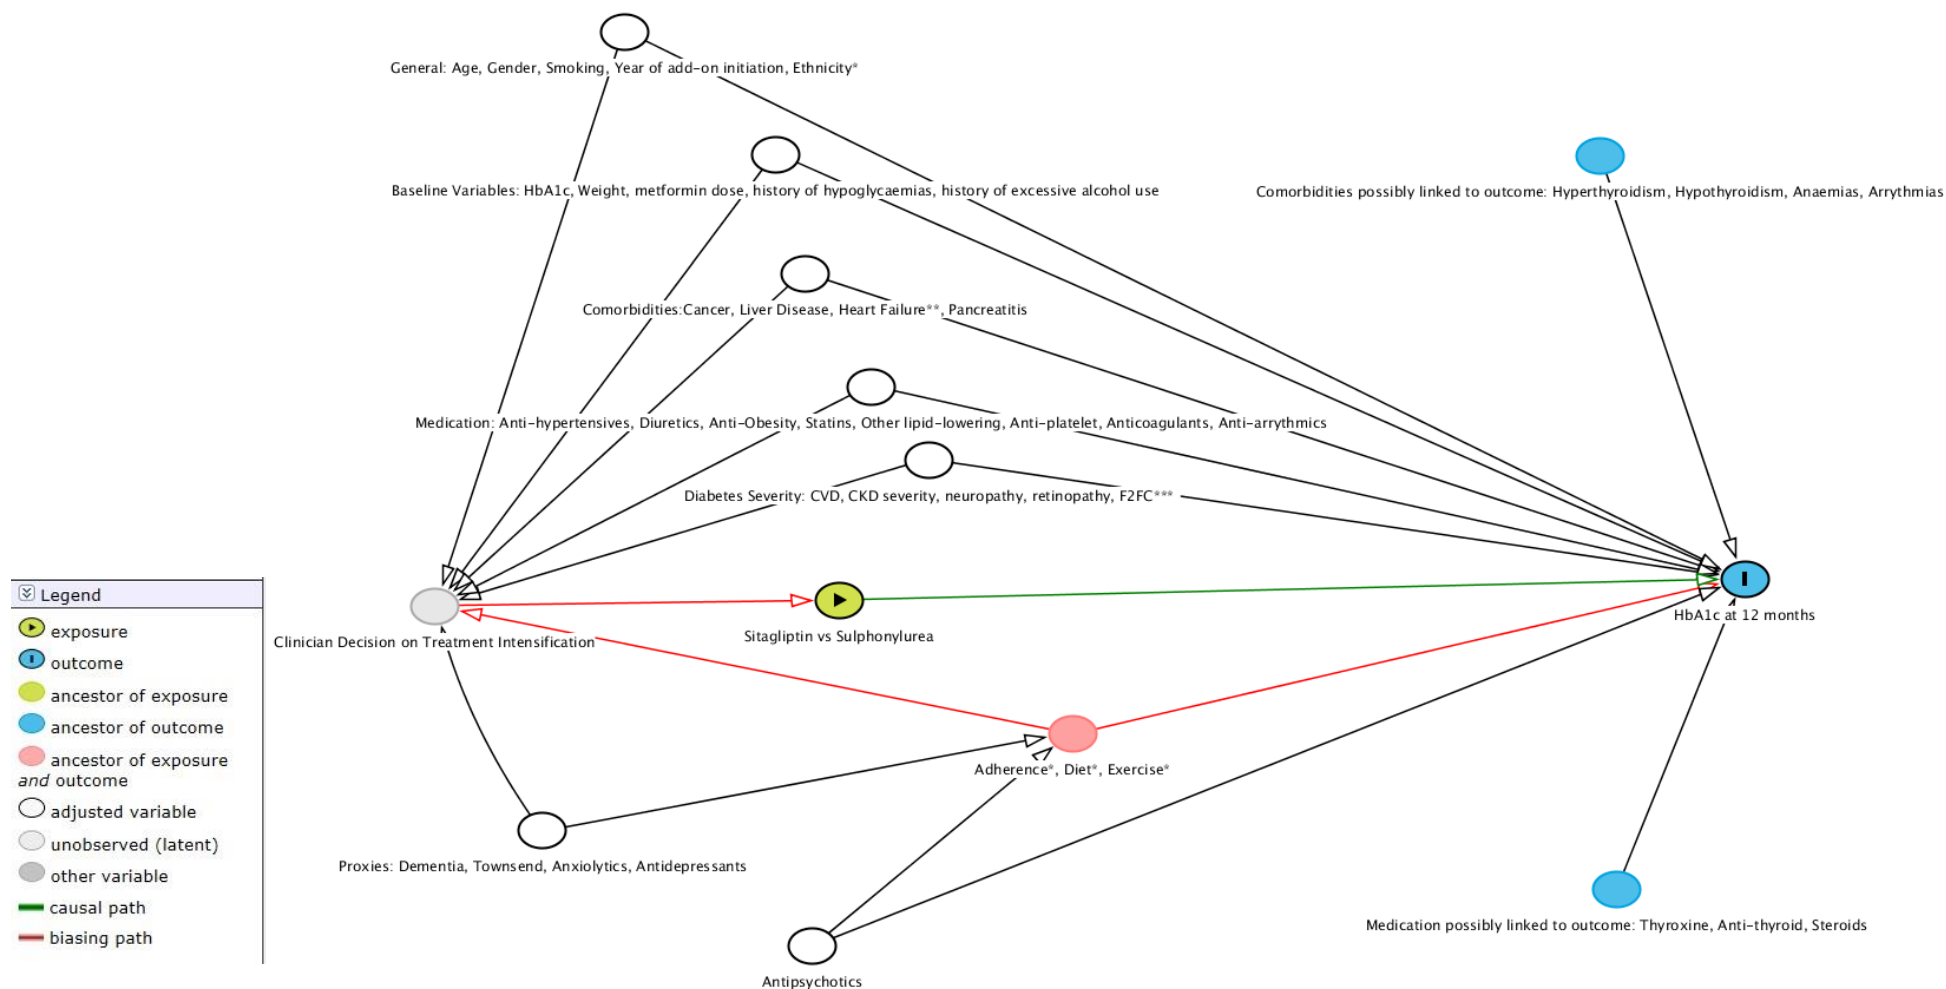 General: Age, Gender, Smoking, Year of add-on initiation, Ethnicity*
Baseline Variables: HbA1c, Weight, metformin dose, history of hypoglycaemias, history of excessive alcohol use
Comorbidities possibly linked to outcome: Hyperthyroidism, Hypothyroidism, Anaemias, Arrythmias
Comorbidities:Cancer, Liver Disease, Heart Failure**, Pancreatitis
Medication: Anti-hypertensives, Diuretics, Anti-Obesity, Statins, Other lipid-lowering, Anti-platelet, Anticoagulants, Anti-arrythmics
Diabetes Severity: CVD, CKD severity, neuropathy, retinopathy, F2FC***
Clinician Decision on Treatment Intensification
Sitagliptin vs Sulphonylurea
HbA1c at 12 months
Adherence*, Diet*, Exercise*
Proxies: Dementia, Townsend, Anxiolytics, Antidepressants
Medication possibly linked to outcome: Thyroxine, Anti-thyroid, Steroids
Antipsychotics
Legend
exposure
outcome
ancestor of exposure
ancestor of outcome
ancestor of exposure
and outcome
adjusted variable
unobserved (latent)
other variable
causal path
biasing path